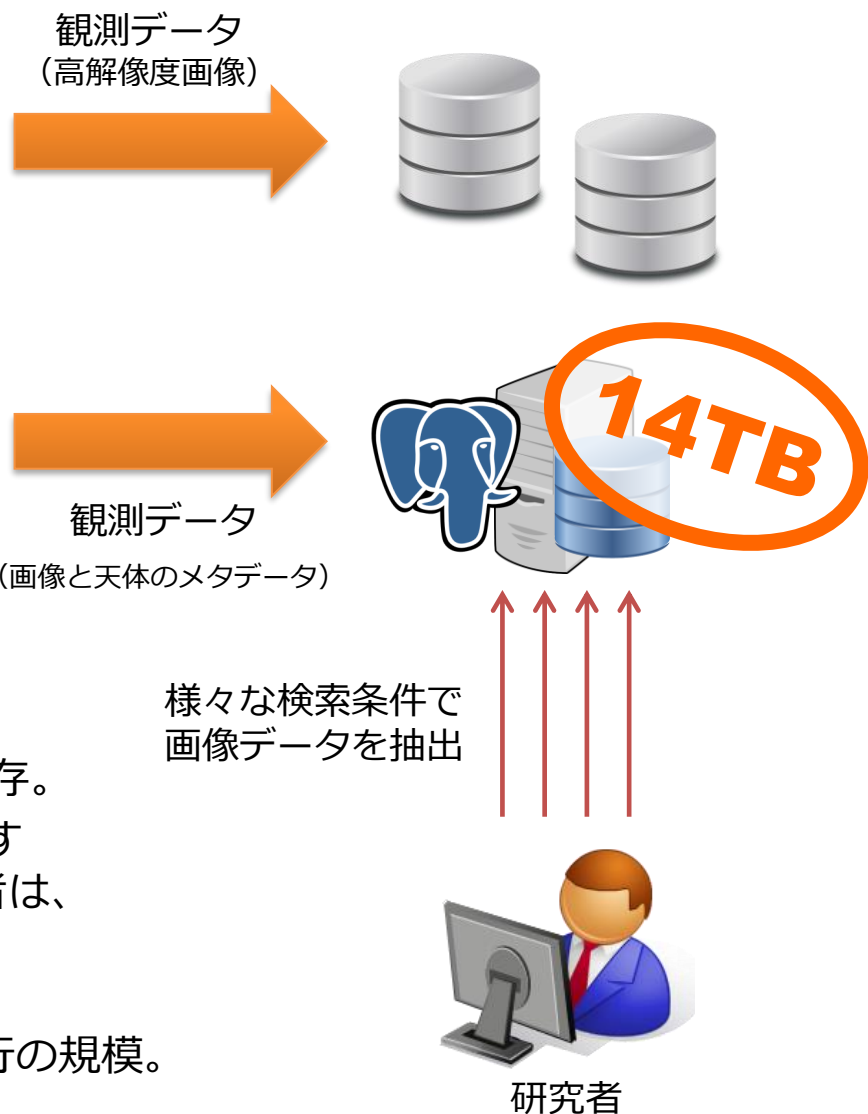 観測データ
（高解像度画像）
14TB
観測データ
（画像と天体のメタデータ）
様々な検索条件で
画像データを抽出
存。
す
者は、
行の規模。
研究者